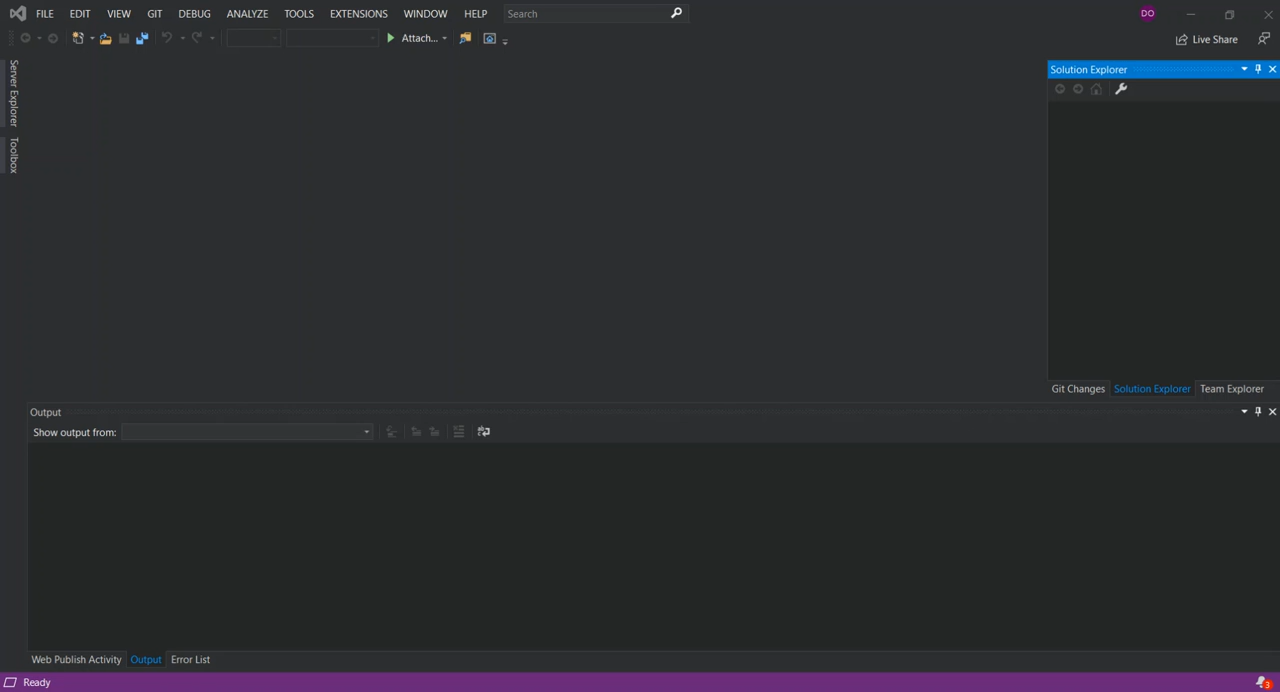 FILE EDIT VIEW GIT DEBUG ANALYZE TOOLS EXTENSIONS WINDOW HELP Search DO
Attach... Live Share
Server Explorer
Toolbox
Solution Explorer
Git Changes Solution Explorer Team Explorer
Output
Show output from:
Web Publish Activity Output Error List
Ready 3